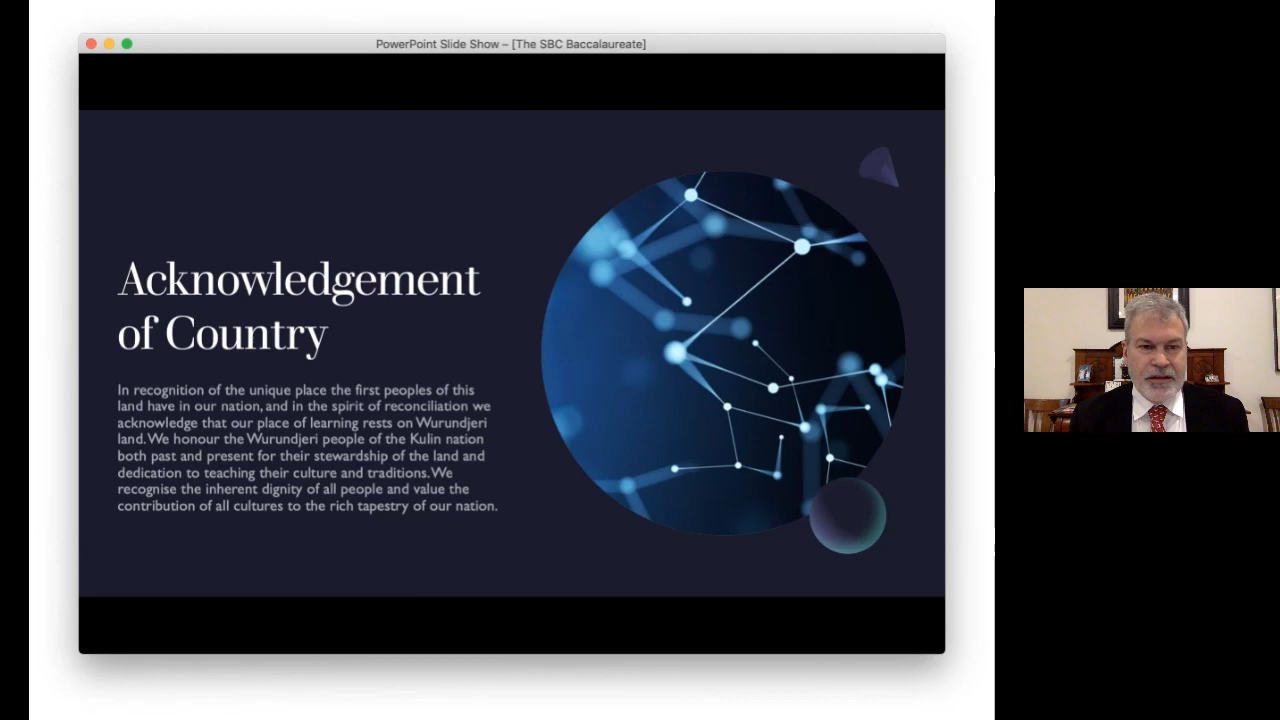 PowerPoint Slide Show – [The SBC Baccalaureate]
Acknowledgement
of Country
In recognition of the unique place the first peoples of this
land have in our nation, and in the spirit of reconciliation we
acknowledge that our place of learning rests on Wurundjeri
land. We honour the Wurundjeri people of the Kulin nation
both past and present for their stewardship of the land and
dedication to teaching their culture and traditions. We
recognise the inherent dignity of all people and value the
contribution of all cultures to the rich tapestry of our nation.